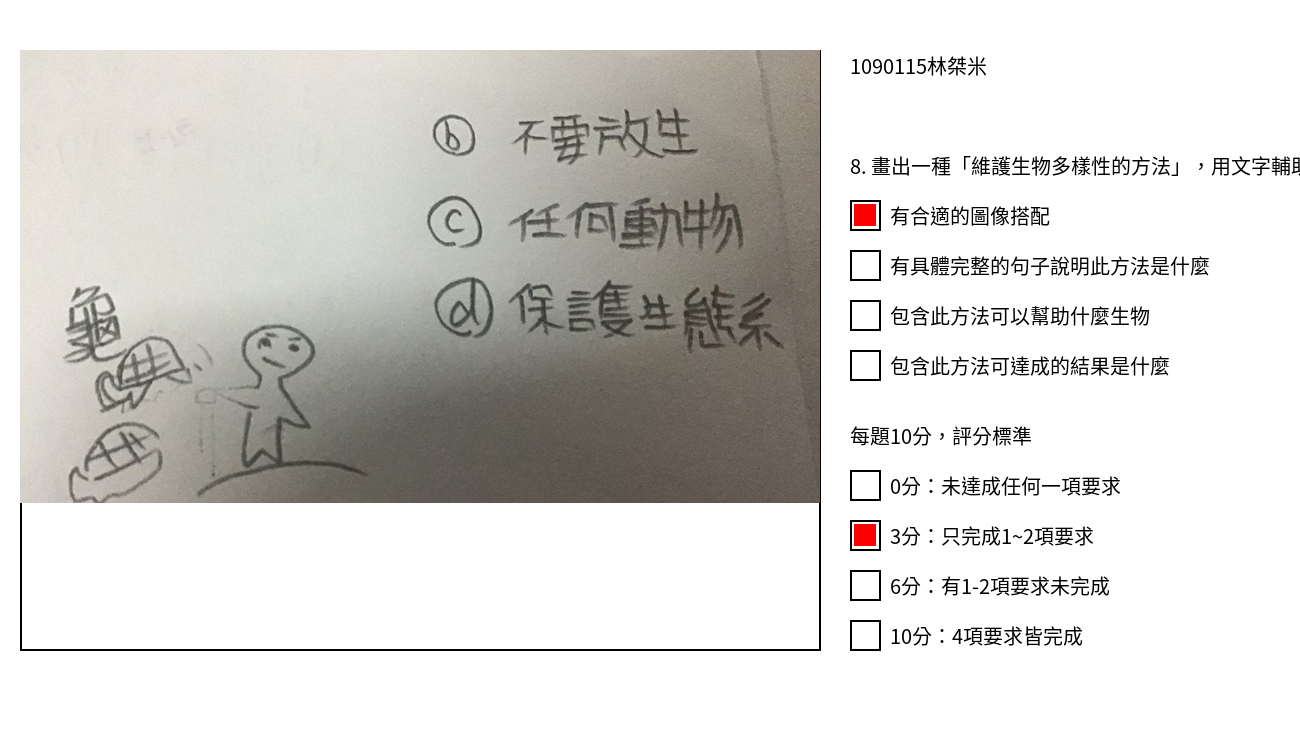 ⓑ 不要放生
ⓒ 任何動物
ⓓ 保護生態系
龜
1090115林桀米
8. 畫出一種「維護生物多樣性的方法」，用文字輔助
有合適的圖像搭配
有具體完整的句子說明此方法是什麼
包含此方法可以幫助什麼生物
包含此方法可達成的結果是什麼
每題10分，評分標準
0分：未達成任何一項要求
3分：只完成1~2項要求
6分：有1-2項要求未完成
10分：4項要求皆完成